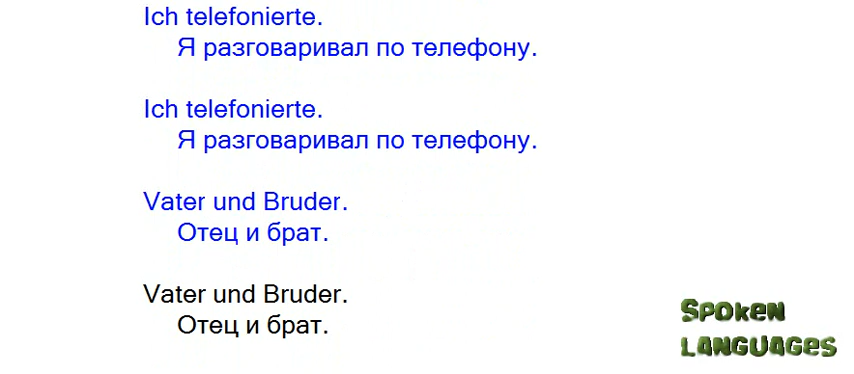 Ich telefonierte.
Я разговаривал по телефону.
Ich telefonierte.
Я разговаривал по телефону.
Vater und Bruder.
Отец и брат.
Vater und Bruder.
Отец и брат.
SPOKEN
LANGUAGES